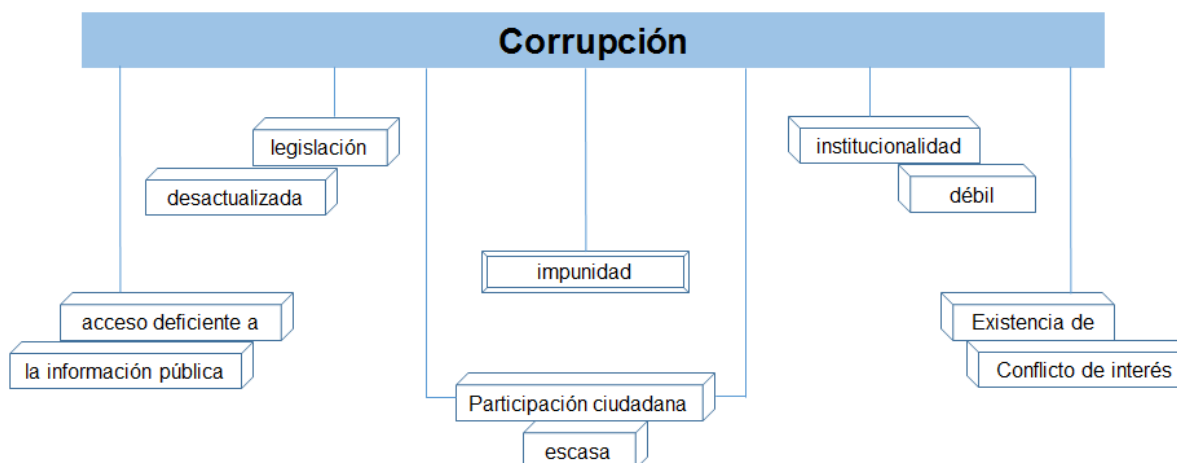 Corrupción
legislación
desactualizada
institucionalidad
débil
impunidad
acceso deficiente a
la información pública
Existencia de
Conflicto de interés
Participación ciudadana
escasa